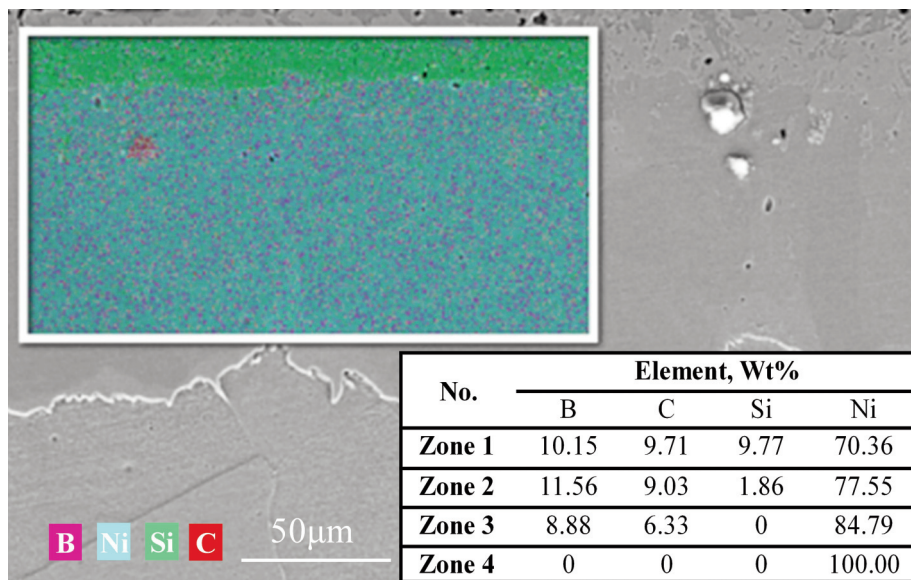 No. Element, Wt%
B C Si Ni
Zone 1 10.15 9.71 9.77 70.36
Zone 2 11.56 9.03 1.86 77.55
Zone 3 8.88 6.33 0 84.79
Zone 4 0 0 0 100.00
B Ni Si C 50μm